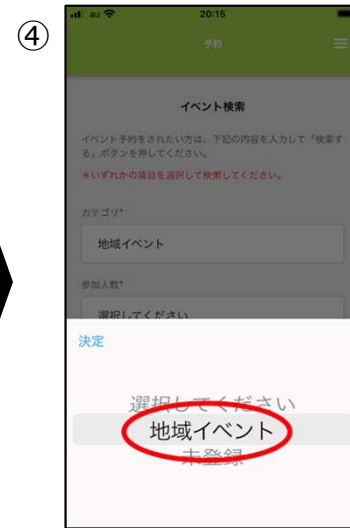 ④
au 20:15
予約
イベント検索
イベント予約をされたい方は、下記の内容を入力して「検索す
る」ボタンを押してください。
*いずれかの項目を選択して検索してください。
カテゴリ*
地域イベント
参加人数*
選択してください
決定
選択してください
地域イベント
未登録